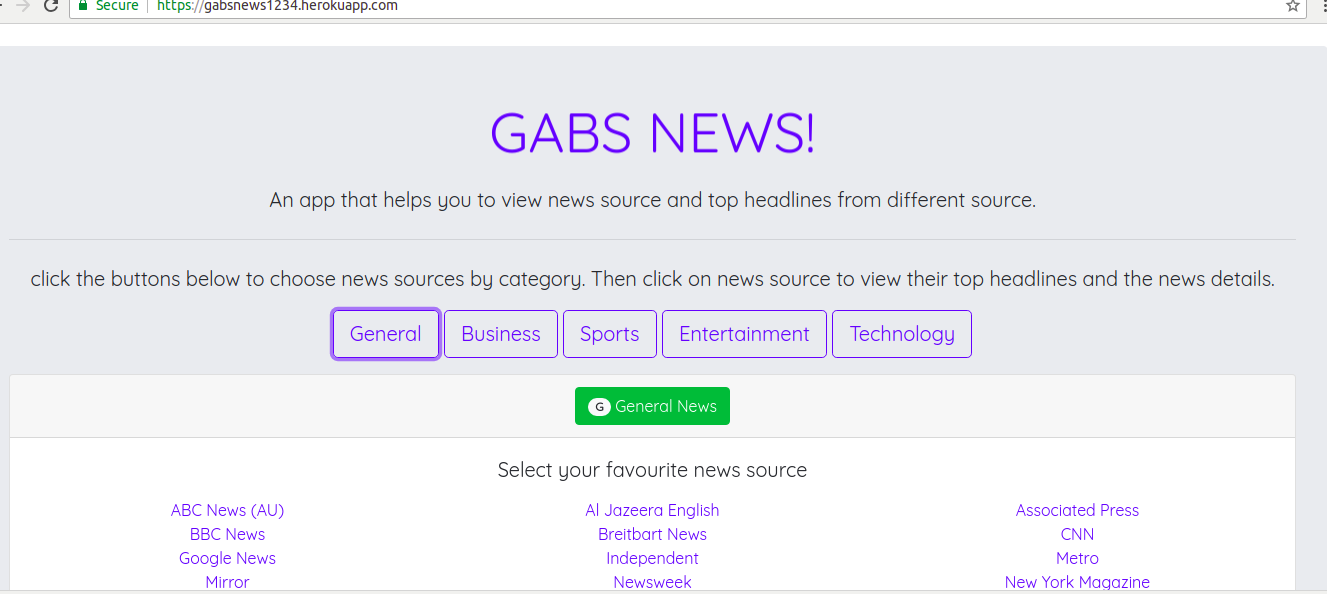 Secure https://gabsnews1234.herokuapp.com
GABS NEWS!
An app that helps you to view news source and top headlines from different source.
click the buttons below to choose news sources by category. Then click on news source to view their top headlines and the news details.
General Business Sports Entertainment Technology
G General News
Select your favourite news source
ABC News (AU) Al Jazeera English Associated Press
BBC News Breitbart News CNN
Google News Independent Metro
Mirror Newsweek New York Magazine